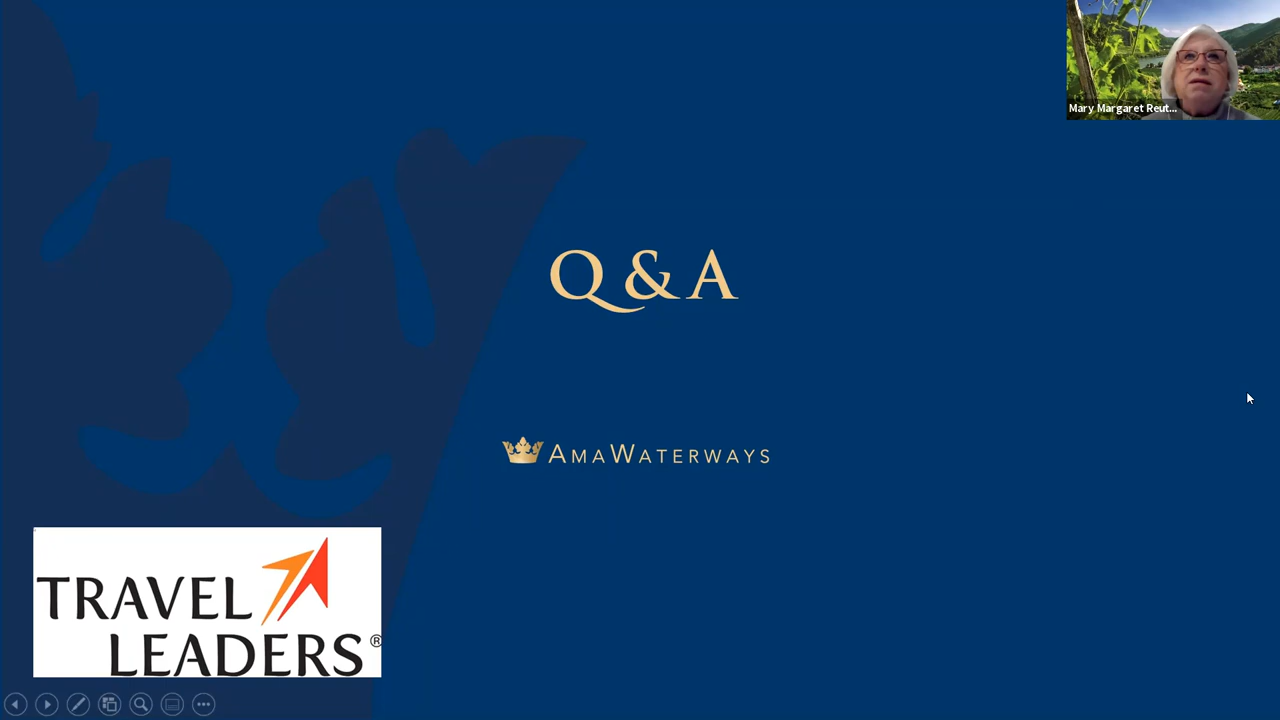 Mary Margaret Reut...
Q & A
AMAWATERWAYS
TRAVEL
LEADERS®